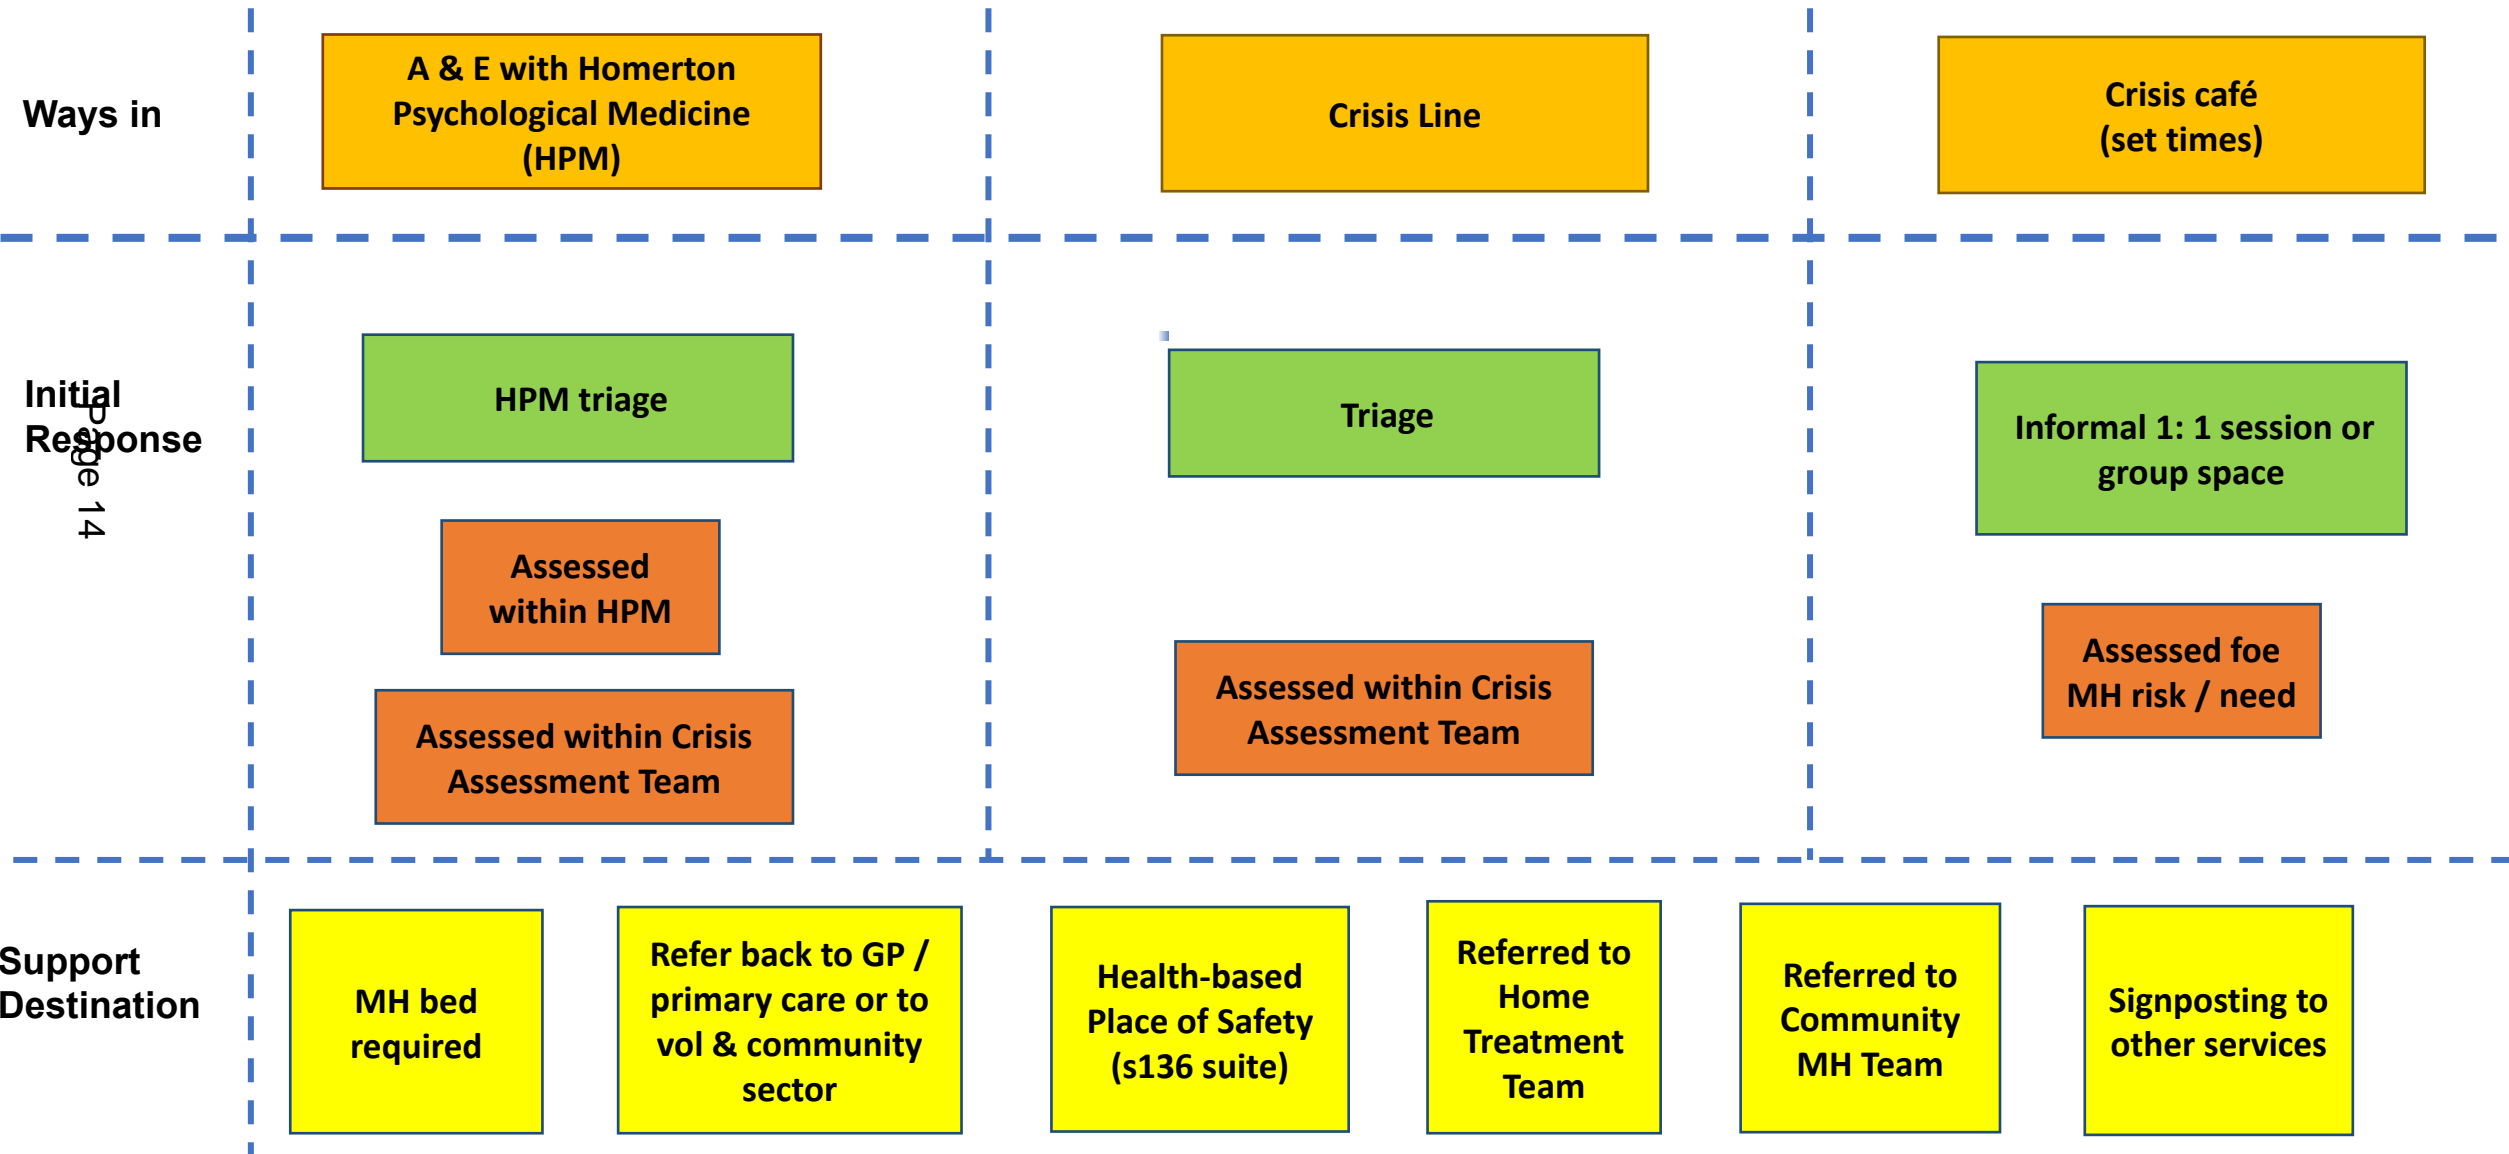 Ways in
A & E with Homerton
Psychological Medicine
(HPM)
Crisis Line
Crisis café
(set times)
Initial
Response
Page 14
HPM triage
Triage
Informal 1: 1 session or
group space
Assessed
within HPM
Assessed within Crisis
Assessment Team
Assessed within Crisis
Assessment Team
Assessed foe
MH risk / need
Support
Destination
MH bed
required
Refer back to GP /
primary care or to
vol & community
sector
Health-based
Place of Safety
(s136 suite)
Referred to
Home
Treatment
Team
Referred to
Community
MH Team
Signposting to
other services